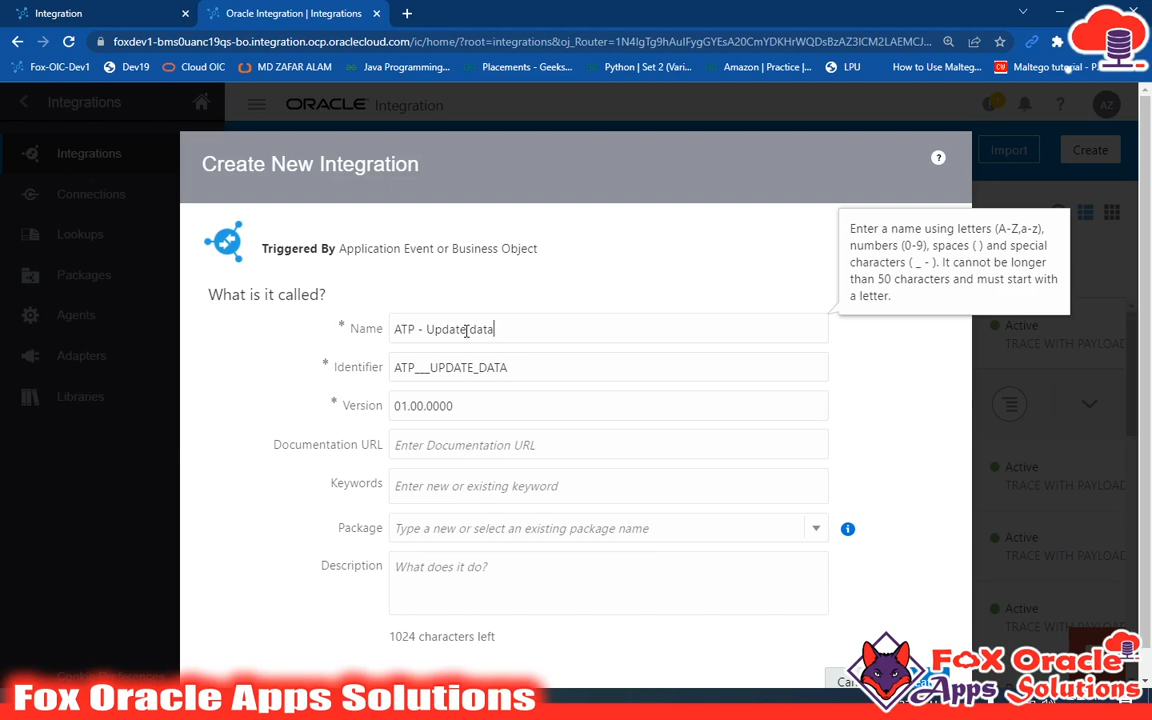 Integration
Oracle Integration | Integrations
foxdev1-bms0uanc19qs-bo.integration.ocp.oraclecloud.com/ic/home/?root=integrations&oj_Router=1N4IgTg9hAuIFygGYEsA20CmYDKHrWQDsBzAZ3ICM2LAEMCJ...
Fox-OIC-Dev1 Dev19 Cloud OIC MD ZAFAR ALAM Java Programming... Placements - Geeks... Python | Set 2 (Vari... Amazon | Practice |... LPU How to Use Malteg... Maltego tutorial - P...
Integrations ORACLE Integration AZ
Integrations
Connections
Lookups
Packages
Agents
Adapters
Libraries
Import Create
Create New Integration
?
Triggered By Application Event or Business Object
What is it called?
Enter a name using letters (A-Z,a-z),
numbers (0-9), spaces ( ) and special
characters ( _ - ). It cannot be longer
than 50 characters and must start with
a letter.
* Name ATP - Update data
* Identifier ATP___UPDATE_DATA
* Version 01.00.0000
Documentation URL Enter Documentation URL
Keywords Enter new or existing keyword
Package Type a new or select an existing package name
Description What does it do?
1024 characters left
Active
TRACE WITH PAYLOAD
Active
TRACE WITH PAYLOAD
Active
TRACE WITH PAYLOAD
Active
TRACE WITH PAYLOAD
Fox Oracle Apps Solutions
FOX Oracle
Apps Solutions